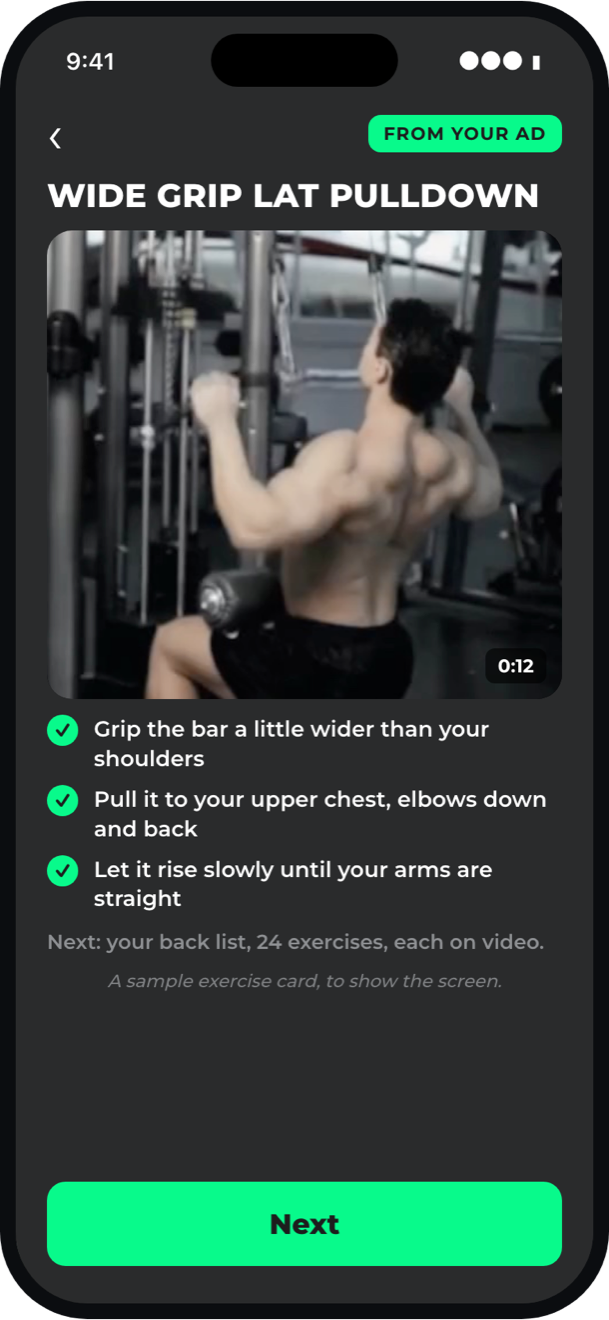 9:41
FROM YOUR AD
WIDE GRIP LAT PULLDOWN
0:12
Grip the bar a little wider than your
shoulders
Pull it to your upper chest, elbows down
and back
Let it rise slowly until your arms are
straight
Next: your back list, 24 exercises, each on video.
A sample exercise card, to show the screen.
Next